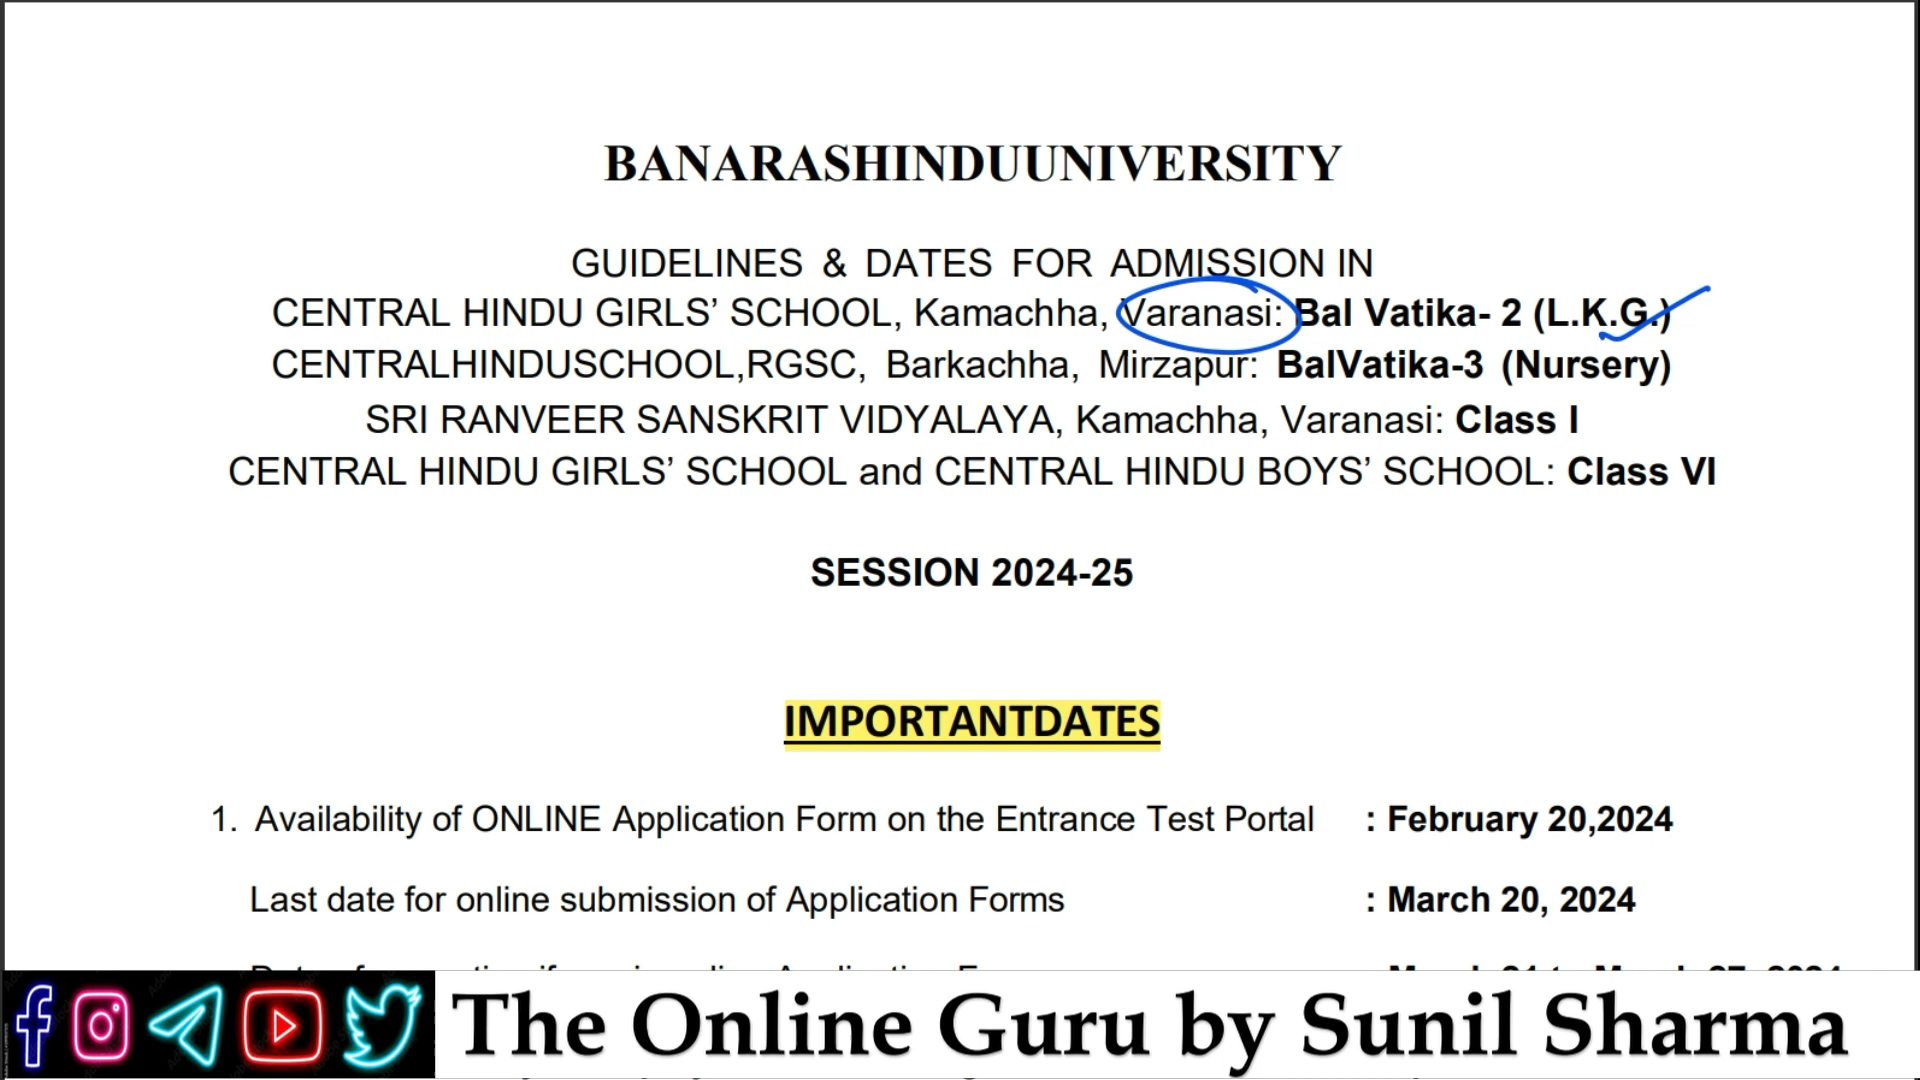 BANARASHINDUUNIVERSITY
GUIDELINES & DATES FOR ADMISSION IN
CENTRAL HINDU GIRLS’ SCHOOL, Kamachha, Varanasi: Bal Vatika- 2 (L.K.G.)
CENTRALHINDUSCHOOL,RGSC, Barkachha, Mirzapur: BalVatika-3 (Nursery)
SRI RANVEER SANSKRIT VIDYALAYA, Kamachha, Varanasi: Class I
CENTRAL HINDU GIRLS’ SCHOOL and CENTRAL HINDU BOYS’ SCHOOL: Class VI
SESSION 2024-25
IMPORTANTDATES
1. Availability of ONLINE Application Form on the Entrance Test Portal : February 20,2024
Last date for online submission of Application Forms : March 20, 2024
The Online Guru by Sunil Sharma